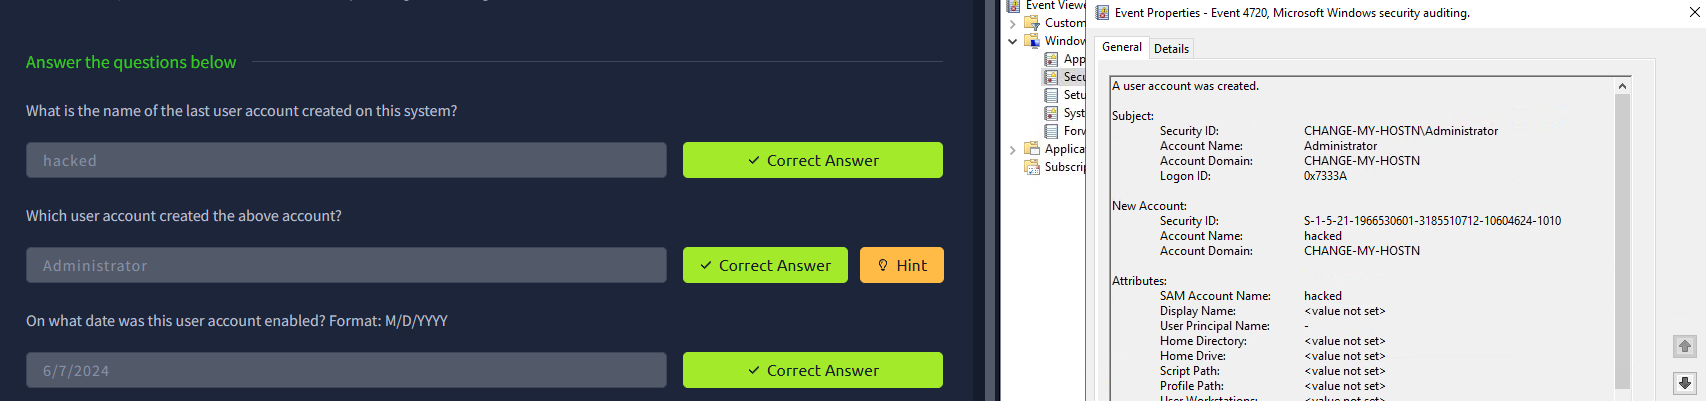 Answer the questions below
What is the name of the last user account created on this system?
hacked
Correct Answer
Which user account created the above account?
Administrator
Correct Answer
Hint
On what date was this user account enabled? Format: M/D/YYYY
6/7/2024
Correct Answer
Event Viewe
Custom
Window
App
Secu
Setu
Syst
Forv
Applica
Subscrip
Event Properties - Event 4720, Microsoft Windows security auditing.
General
Details
A user account was created.
Subject:
Security ID: CHANGE-MY-HOSTN\Administrator
Account Name: Administrator
Account Domain: CHANGE-MY-HOSTN
Logon ID: 0x7333A
New Account:
Security ID: S-1-5-21-1966530601-3185510712-10604624-1010
Account Name: hacked
Account Domain: CHANGE-MY-HOSTN
Attributes:
SAM Account Name: hacked
Display Name: <value not set>
User Principal Name: -
Home Directory: <value not set>
Home Drive: <value not set>
Script Path: <value not set>
Profile Path: <value not set>
User Workstations: <value not set>